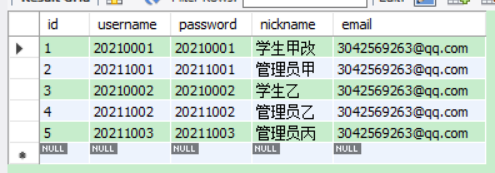 id username password nickname email
1 20210001 20210001 学生甲改 3042569263@qq.com
2 20211001 20211001 管理员甲 3042569263@qq.com
3 20210002 20210002 学生乙 3042569263@qq.com
4 20211002 20211002 管理员乙 3042569263@qq.com
5 20211003 20211003 管理员丙 3042569263@qq.com
NULL NULL NULL NULL NULL